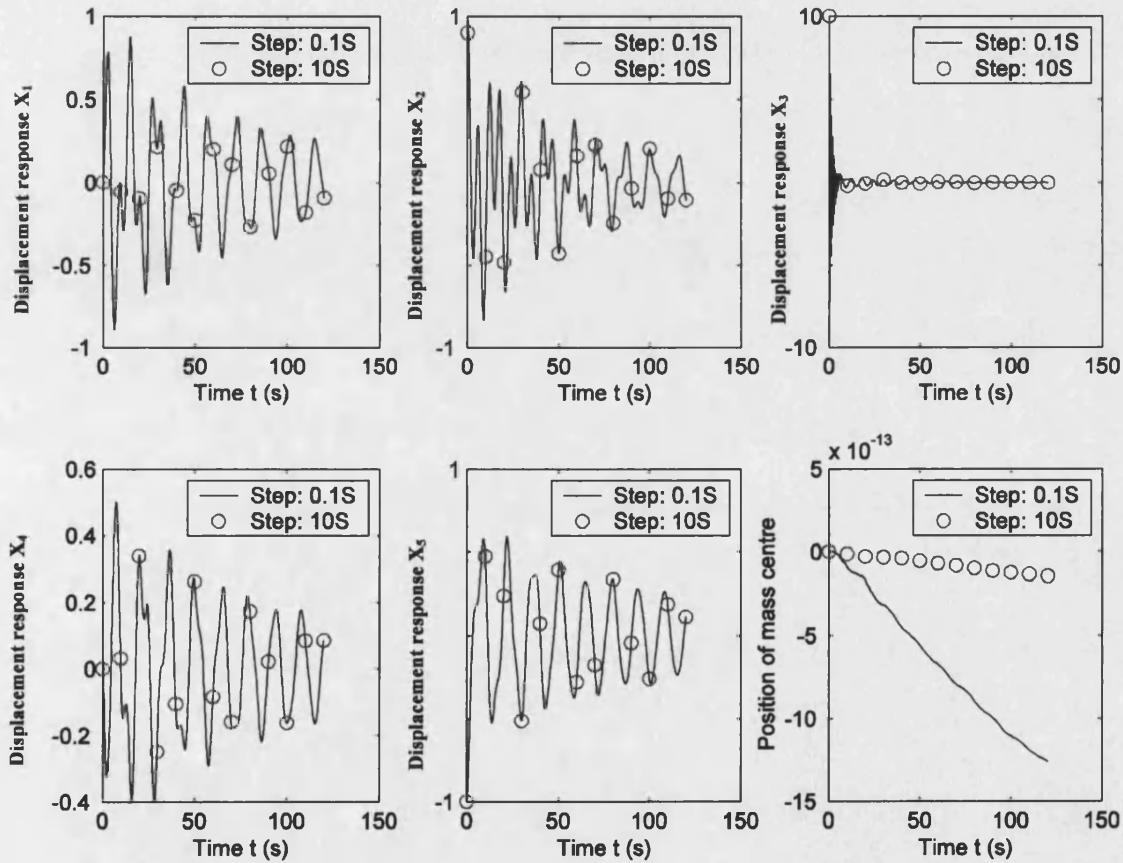 Displacement response X1
1
0.5
0
-0.5
-1
0
50
100
150
Time t (s)
Step: 0.1S
Step: 10S
Displacement response X2
1
-1
0
50
100
150
Time t (s)
Step: 0.1S
Step: 10S
Displacement response X3
10
-10
0
50
100
150
Time t (s)
Step: 0.1S
Step: 10S
Displacement response X4
0.6
0.4
0.2
0
-0.2
-0.4
0
50
100
150
Time t (s)
Step: 0.1S
Step: 10S
Displacement response X5
1
-1
0
50
100
150
Time t (s)
Step: 0.1S
Step: 10S
Position of mass centre
x 10-13
5
0
-5
-10
-15
0
50
100
150
Time t (s)
Step: 0.1S
Step: 10S